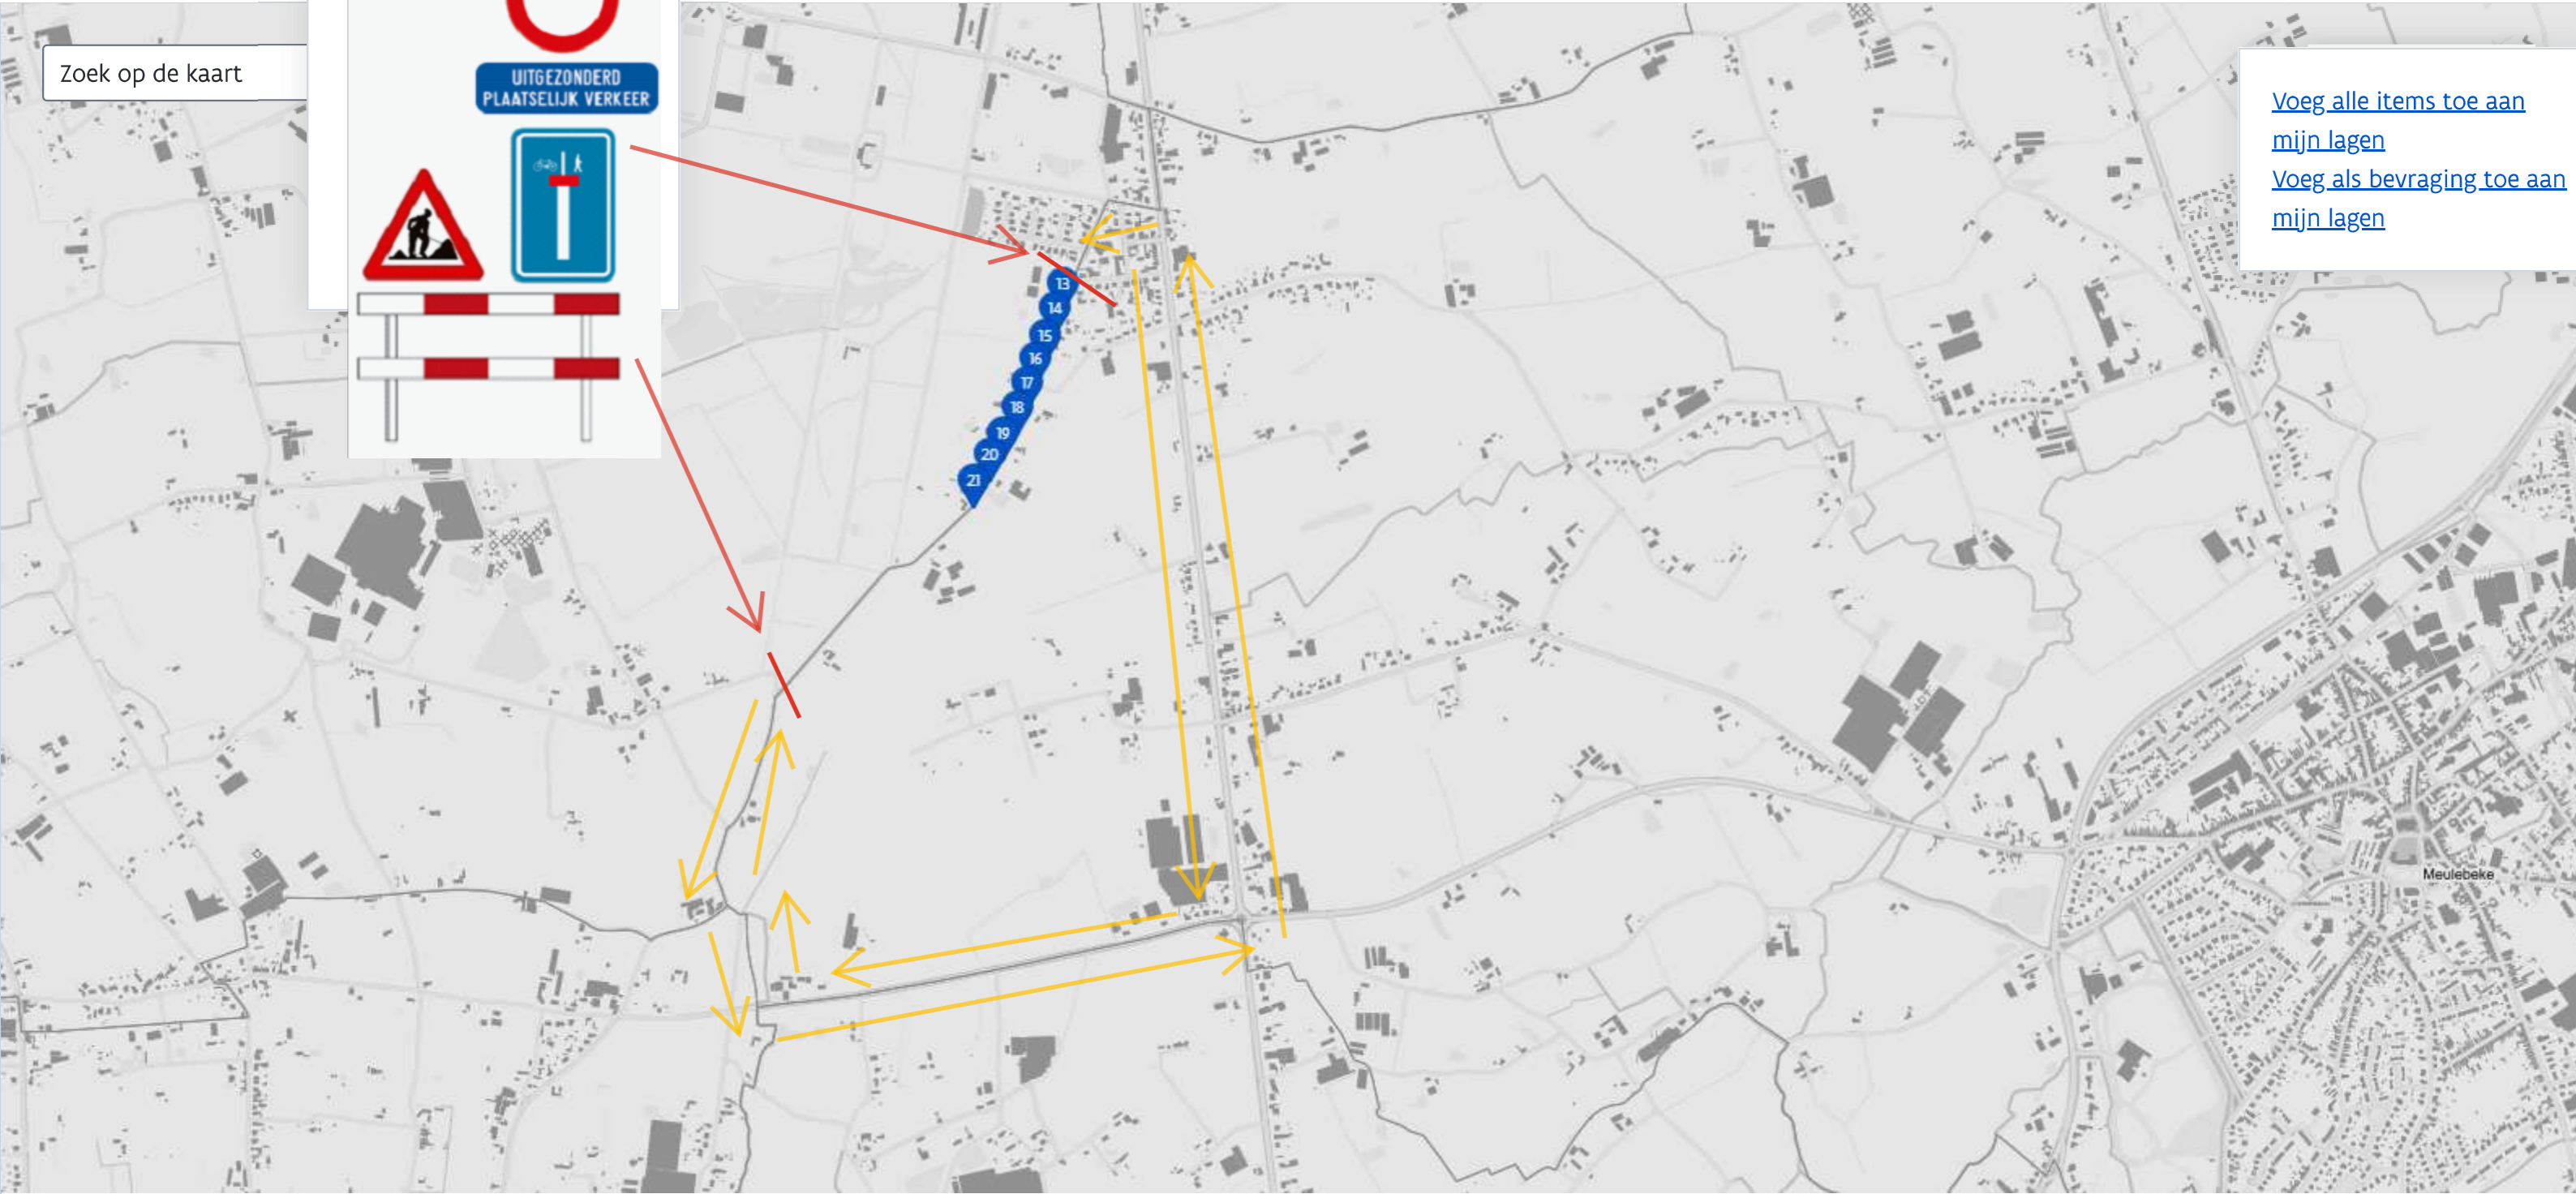 Zoek op de kaart
UITGEZONDERD
PLAATSELIJK VERKEER
Voeg alle items toe aan
mijn lagen
Voeg als bevraging toe aan
mijn lagen
13
14
15
16
17
18
19
20
21
Meulebeke